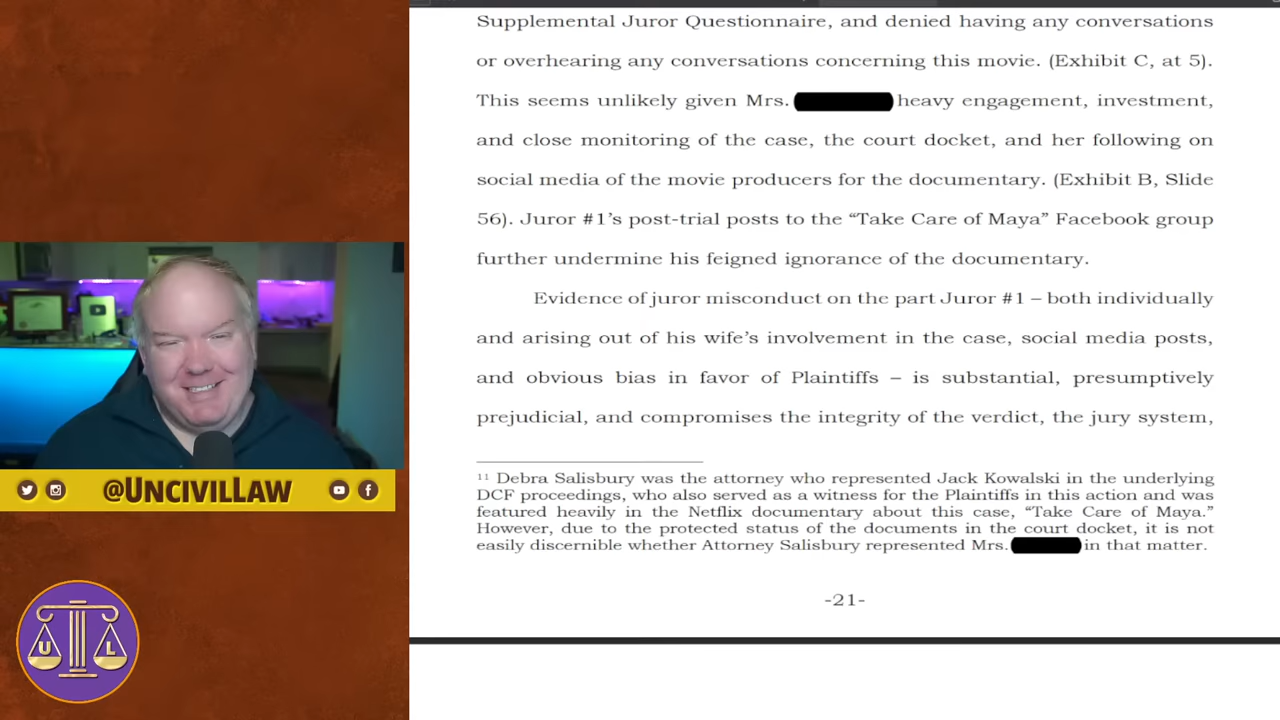 Supplemental Juror Questionnaire, and denied having any conversations
or overhearing any conversations concerning this movie. (Exhibit C, at 5).
This seems unlikely given Mrs. heavy engagement, investment,
and close monitoring of the case, the court docket, and her following on
social media of the movie producers for the documentary. (Exhibit B, Slide
56). Juror #1’s post-trial posts to the “Take Care of Maya” Facebook group
further undermine his feigned ignorance of the documentary.
Evidence of juror misconduct on the part Juror #1 – both individually
and arising out of his wife’s involvement in the case, social media posts,
and obvious bias in favor of Plaintiffs – is substantial, presumptively
prejudicial, and compromises the integrity of the verdict, the jury system,
11 Debra Salisbury was the attorney who represented Jack Kowalski in the underlying
DCF proceedings, who also served as a witness for the Plaintiffs in this action and was
featured heavily in the Netflix documentary about this case, “Take Care of Maya.”
However, due to the protected status of the documents in the court docket, it is not
easily discernible whether Attorney Salisbury represented Mrs. in that matter.
-21-
@UNCIVILLAW
U L